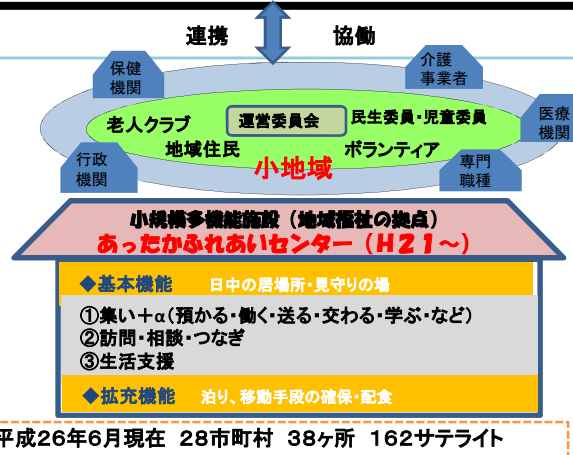 連携 協働
保健
機関
介護
事業者
老人クラブ
運営委員会
民生委員・児童委員
医療
機関
地域住民
ボランティア
行政
機関
小地域
専門
職種
小規模多機能施設（地域福祉の拠点）
あったかふれあいセンター（H21～）
◆基本機能 日中の居場所・見守りの場
①集い＋α（預かる・働く・送る・交わる・学ぶ・など）
②訪問・相談・つなぎ
③生活支援
◆拡充機能 泊り、移動手段の確保・配食
平成26年6月現在 28市町村 38ヶ所 162サテライト